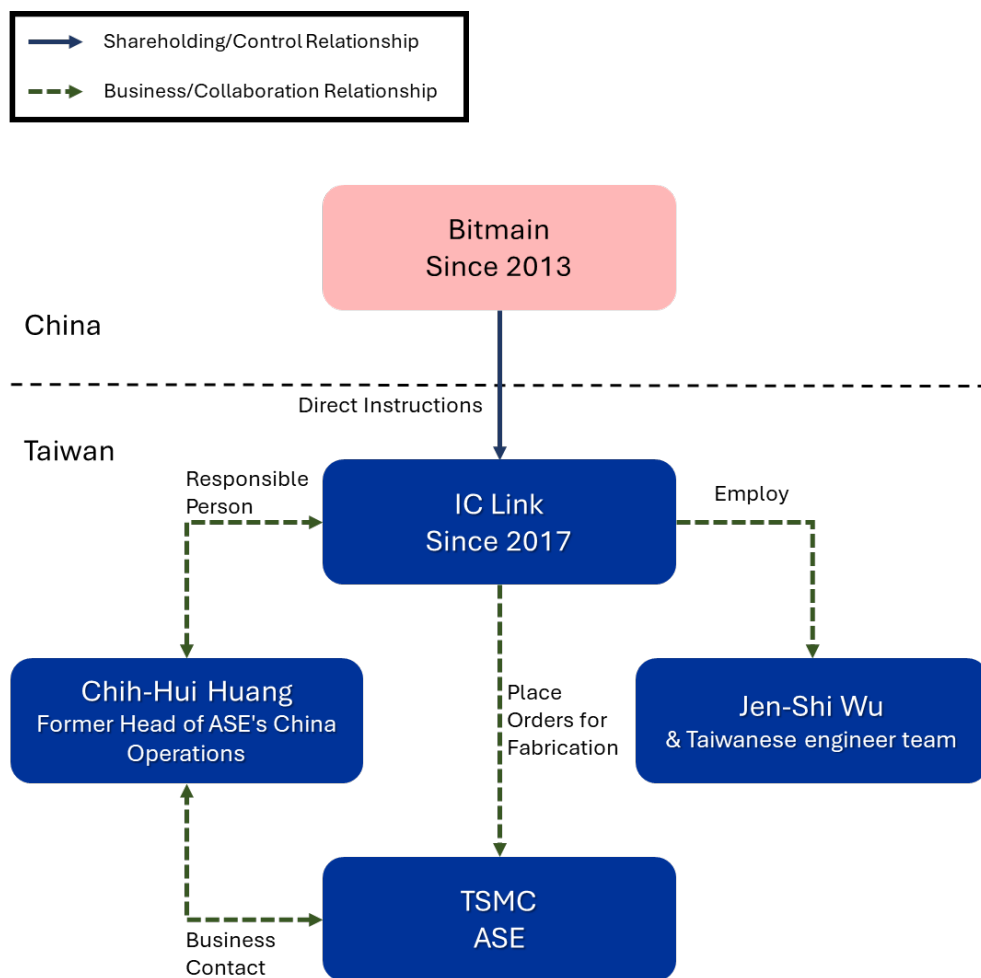 Shareholding/Control Relationship
Business/Collaboration Relationship
Bitmain
Since 2013
China
Direct Instructions
Taiwan
Responsible
Person
IC Link
Since 2017
Employ
Chih-Hui Huang
Former Head of ASE's China
Operations
Place
Orders for
Fabrication
Jen-Shi Wu
& Taiwanese engineer team
TSMC
ASE
Business
Contact